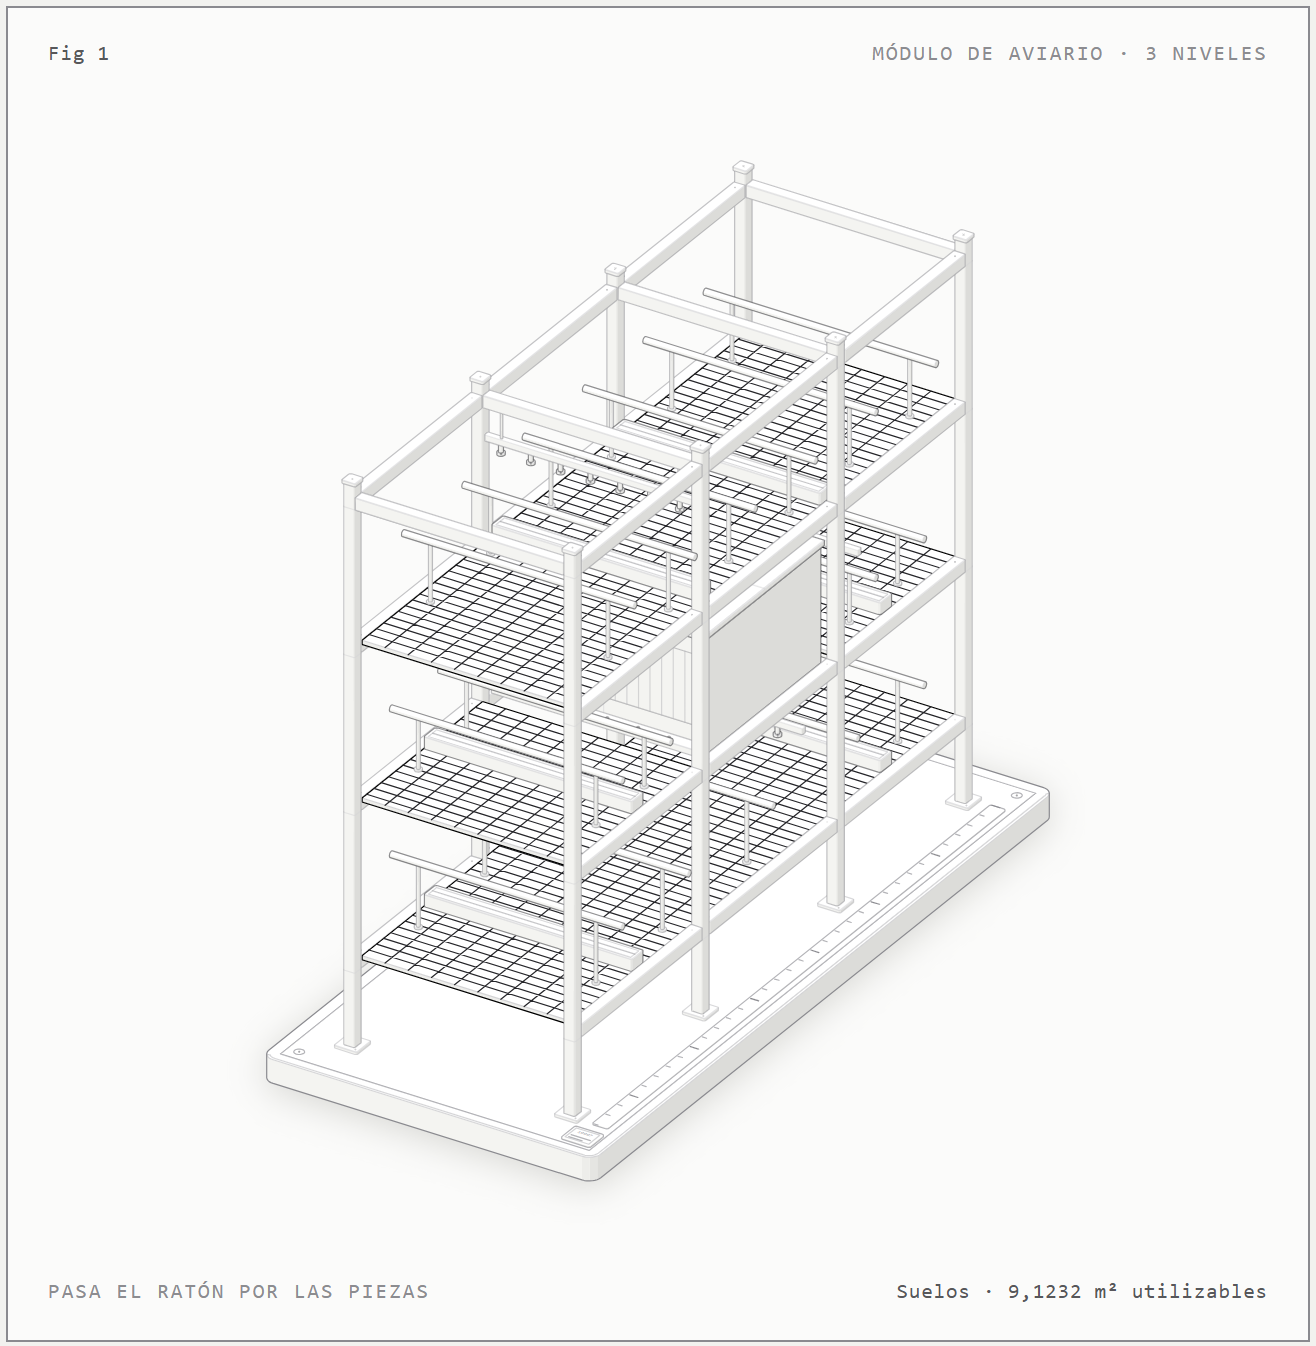 Fig 1
MÓDULO DE AVIARIO · 3 NIVELES
PASA EL RATÓN POR LAS PIEZAS
Suelos · 9,1232 m² utilizables